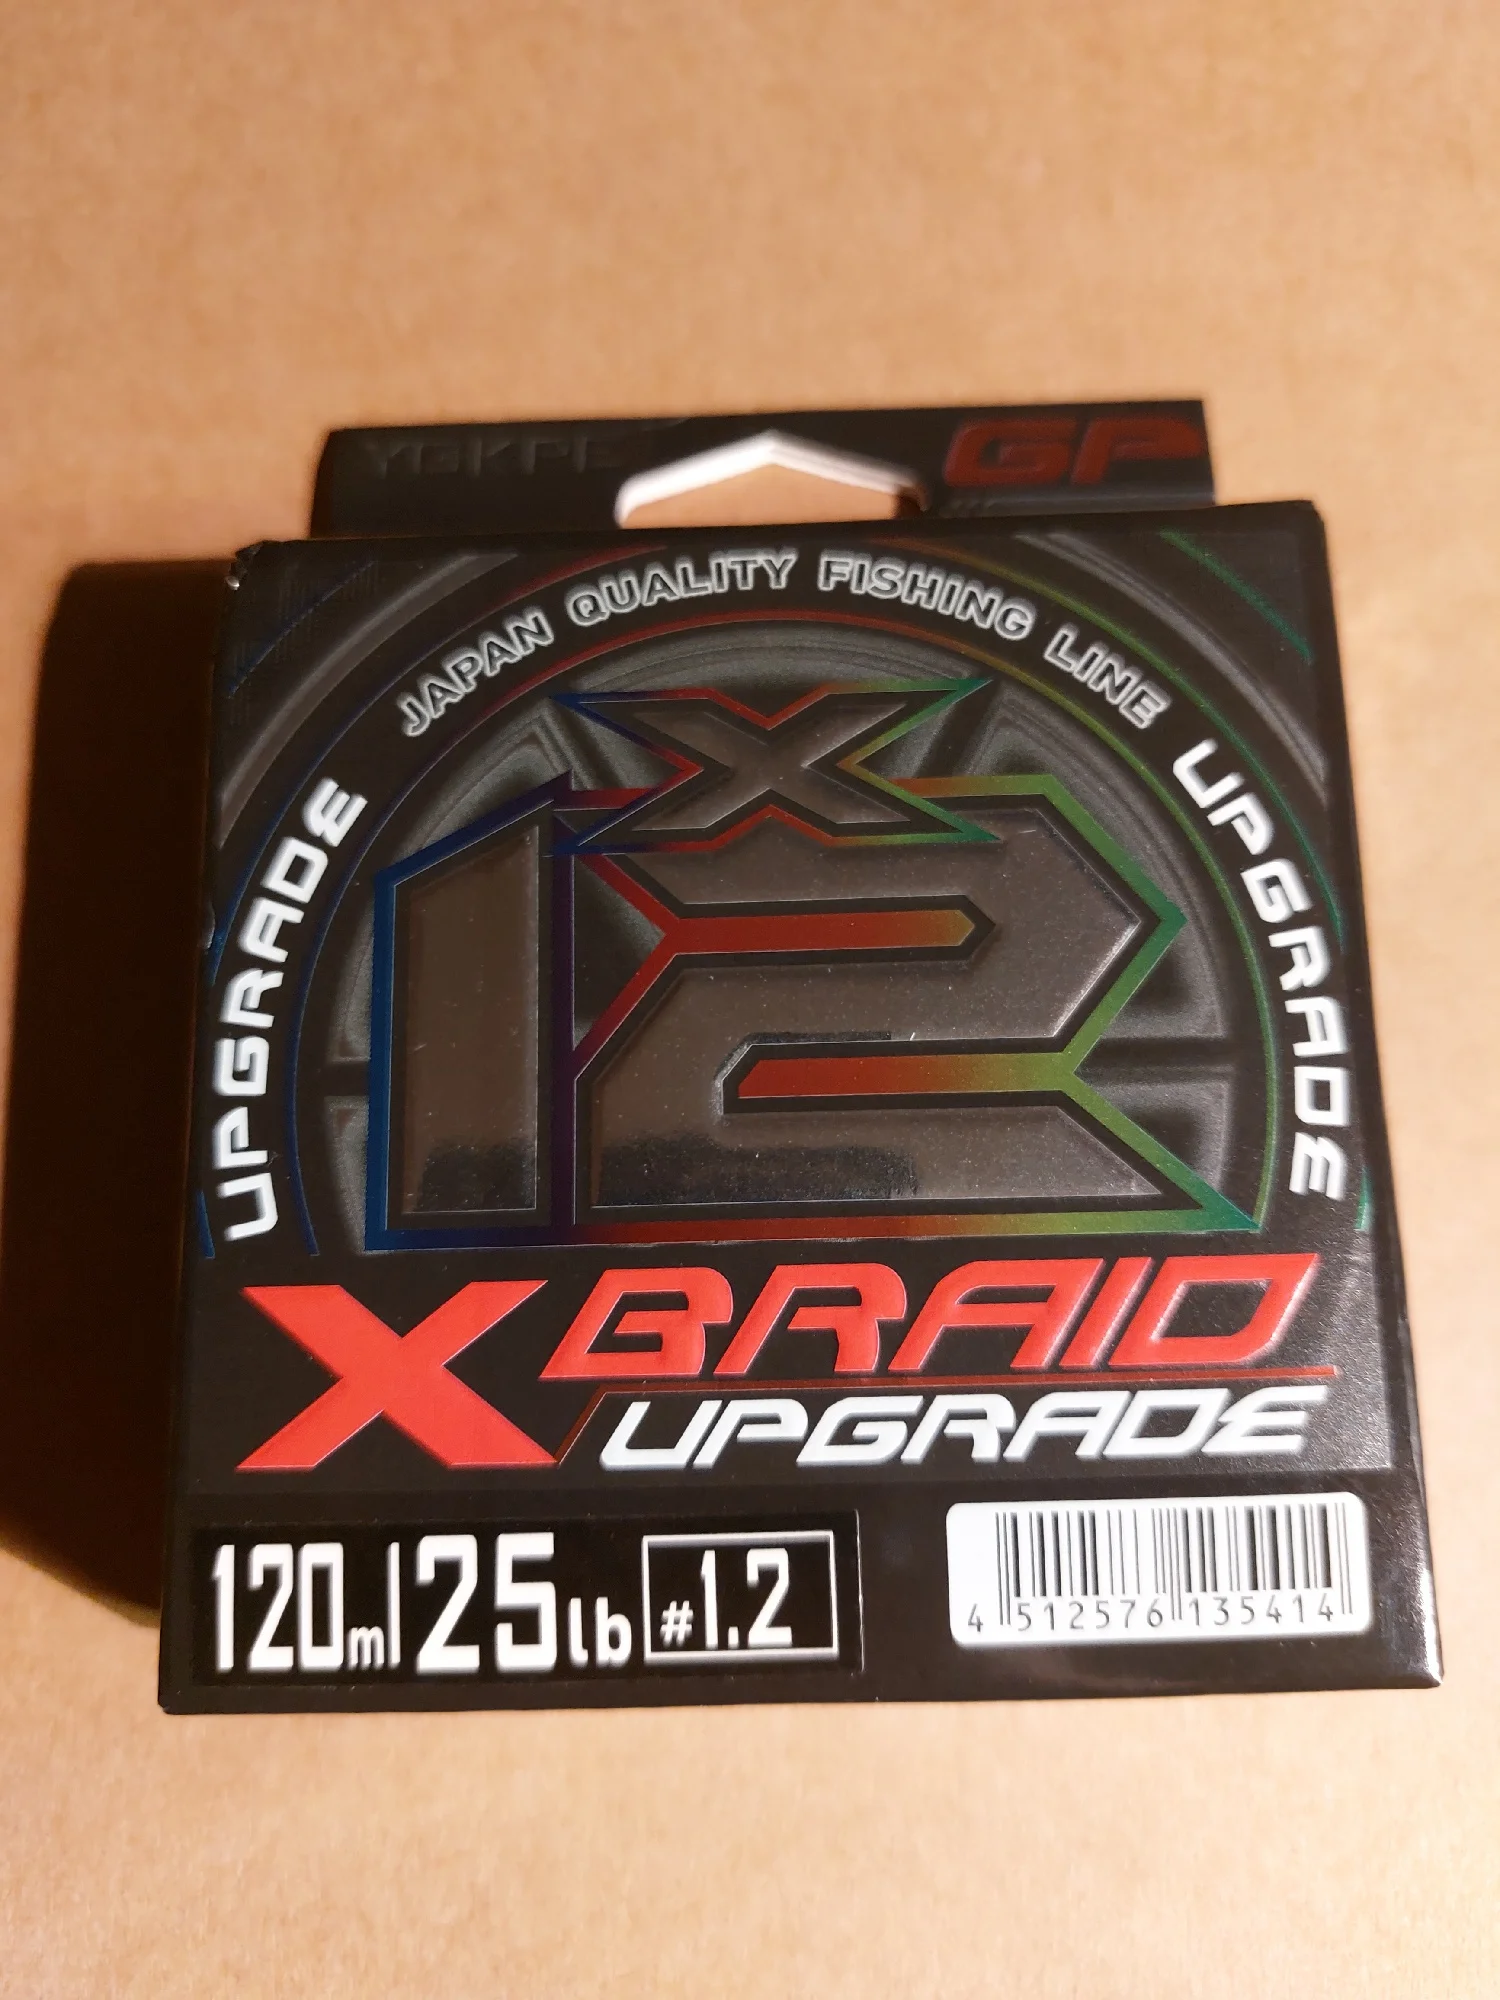 YGKPE
GP
JAPAN QUALITY FISHING LINE
UPGRADE
UPGRADE
X
12
X BRAID
UPGRADE
120m 25lb #1.2
4 512576 135414